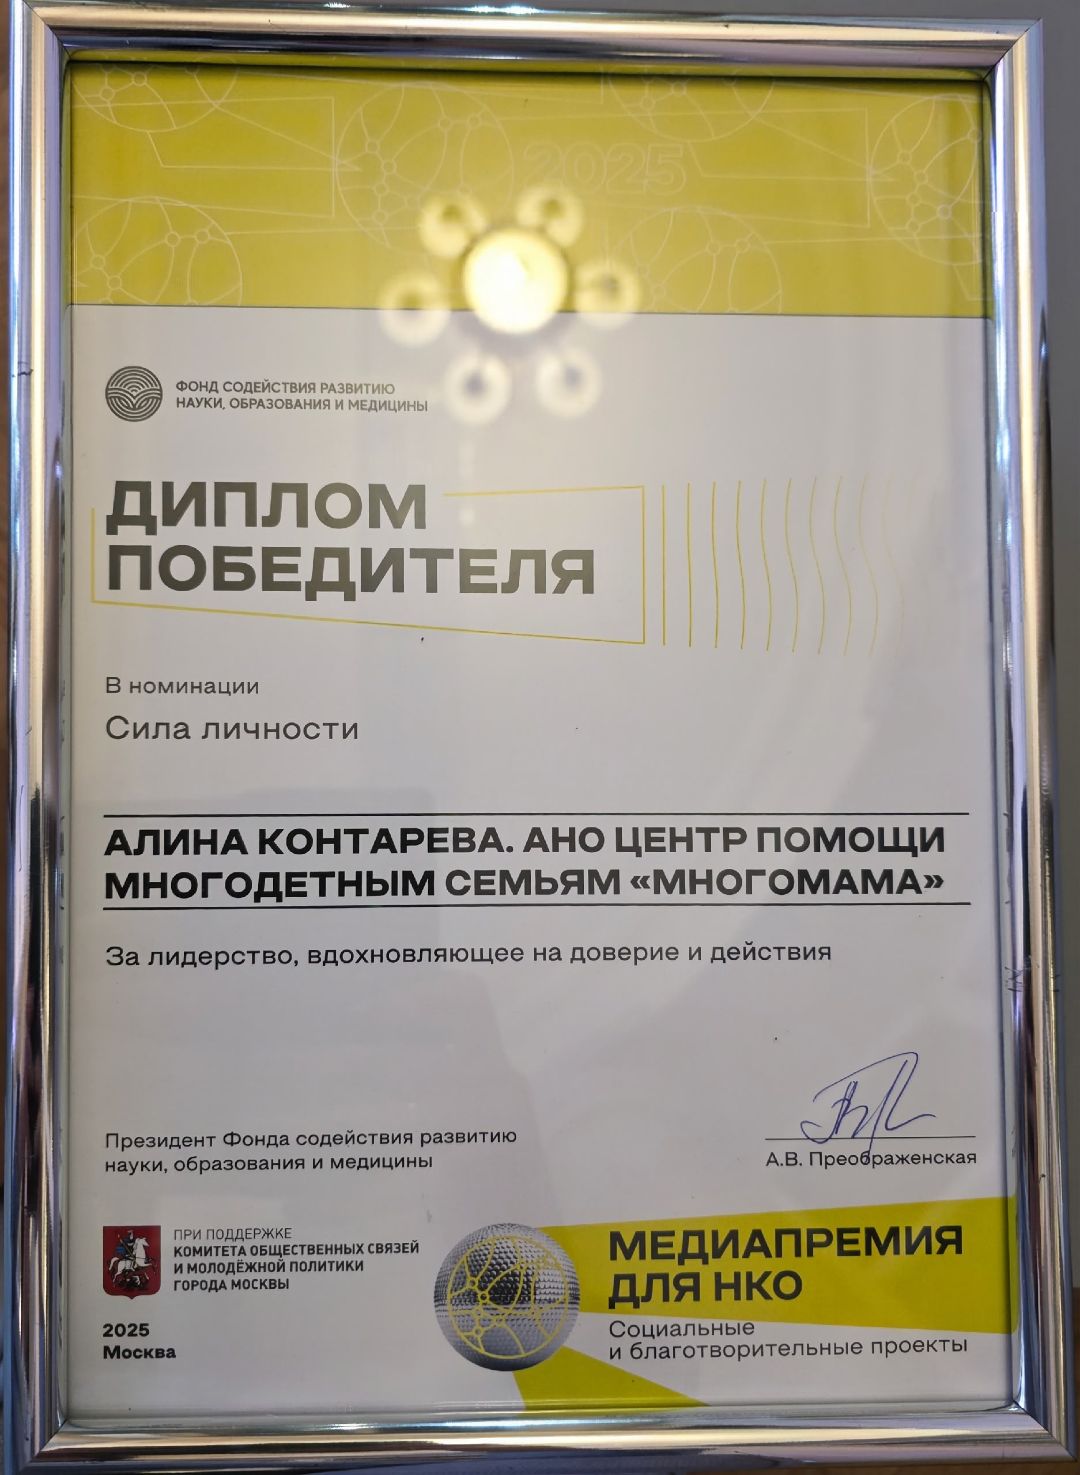 2025
ФОНД СОДЕЙСТВИЯ РАЗВИТИЮ
НАУКИ, ОБРАЗОВАНИЯ И МЕДИЦИНЫ
ДИПЛОМ
ПОБЕДИТЕЛЯ
В номинации
Сила личности
АЛИНА КОНТАРЕВА. АНО ЦЕНТР ПОМОЩИ
МНОГОДЕТНЫМ СЕМЬЯМ «МНОГОМАМА»
За лидерство, вдохновляющее на доверие и действия
Президент Фонда содействия развитию
науки, образования и медицины
А.В. Преображенская
ПРИ ПОДДЕРЖКЕ
КОМИТЕТА ОБЩЕСТВЕННЫХ СВЯЗЕЙ
И МОЛОДЁЖНОЙ ПОЛИТИКИ
ГОРОДА МОСКВЫ
2025
Москва
МЕДИАПРЕМИЯ
ДЛЯ НКО
Социальные
и благотворительные проекты